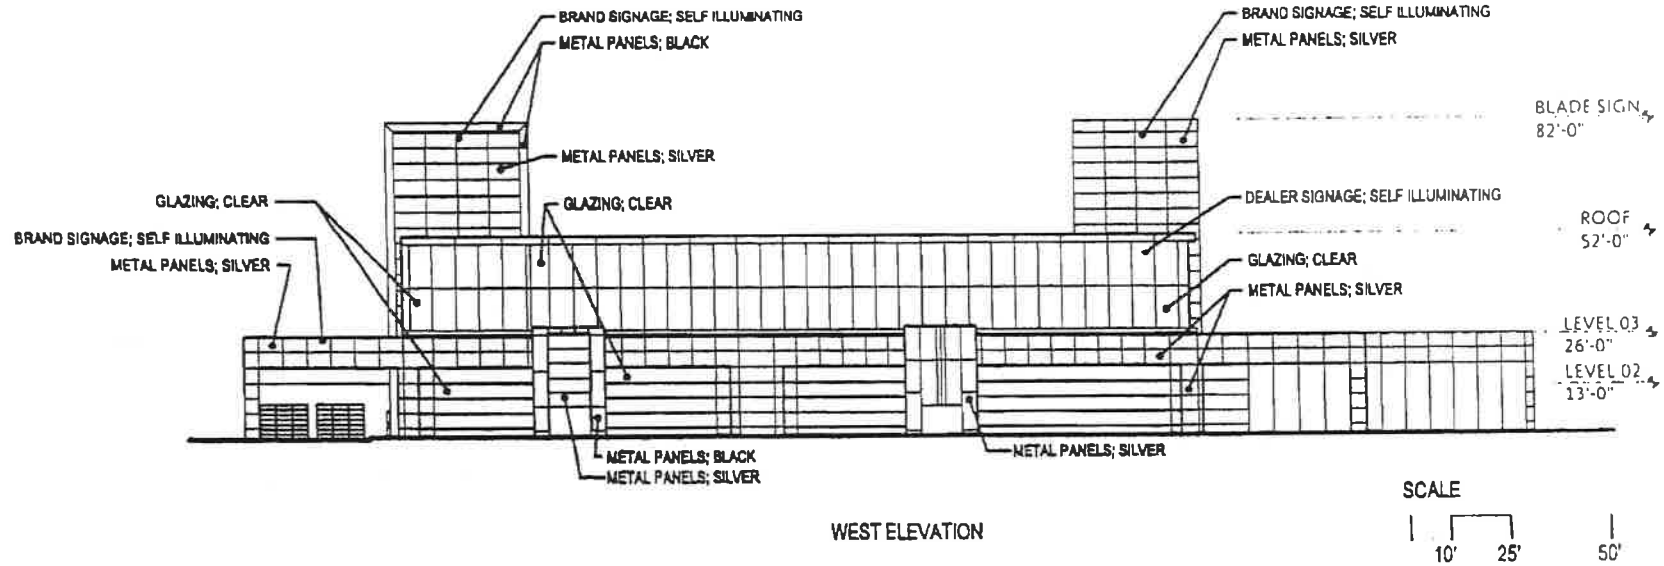 BRAND SIGNAGE; SELF ILLUMINATING
METAL PANELS; BLACK
BRAND SIGNAGE; SELF ILLUMINATING
METAL PANELS; SILVER
BLADE SIGN
82'-0"
METAL PANELS; SILVER
GLAZING; CLEAR
GLAZING; CLEAR
DEALER SIGNAGE; SELF ILLUMINATING
ROOF
52'-0"
BRAND SIGNAGE; SELF ILLUMINATING
METAL PANELS; SILVER
GLAZING; CLEAR
METAL PANELS; SILVER
LEVEL 03
26'-0"
LEVEL 02
13'-0"
METAL PANELS; BLACK
METAL PANELS; SILVER
METAL PANELS; SILVER
WEST ELEVATION
SCALE
10' 25' 50'